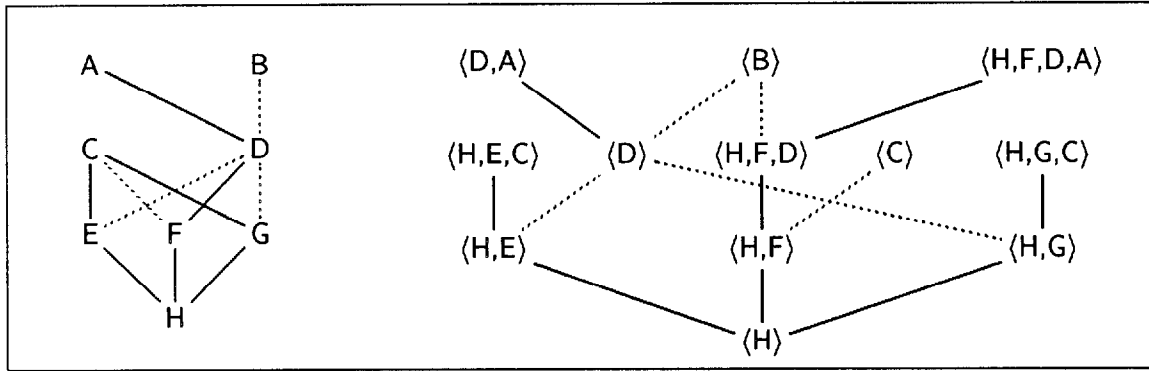 A B ⟨D,A⟩ ⟨B⟩ ⟨H,F,D,A⟩
C D ⟨H,E,C⟩ ⟨D⟩ ⟨H,F,D⟩ ⟨C⟩ ⟨H,G,C⟩
E F G ⟨H,E⟩ ⟨H,F⟩ ⟨H,G⟩
H ⟨H⟩